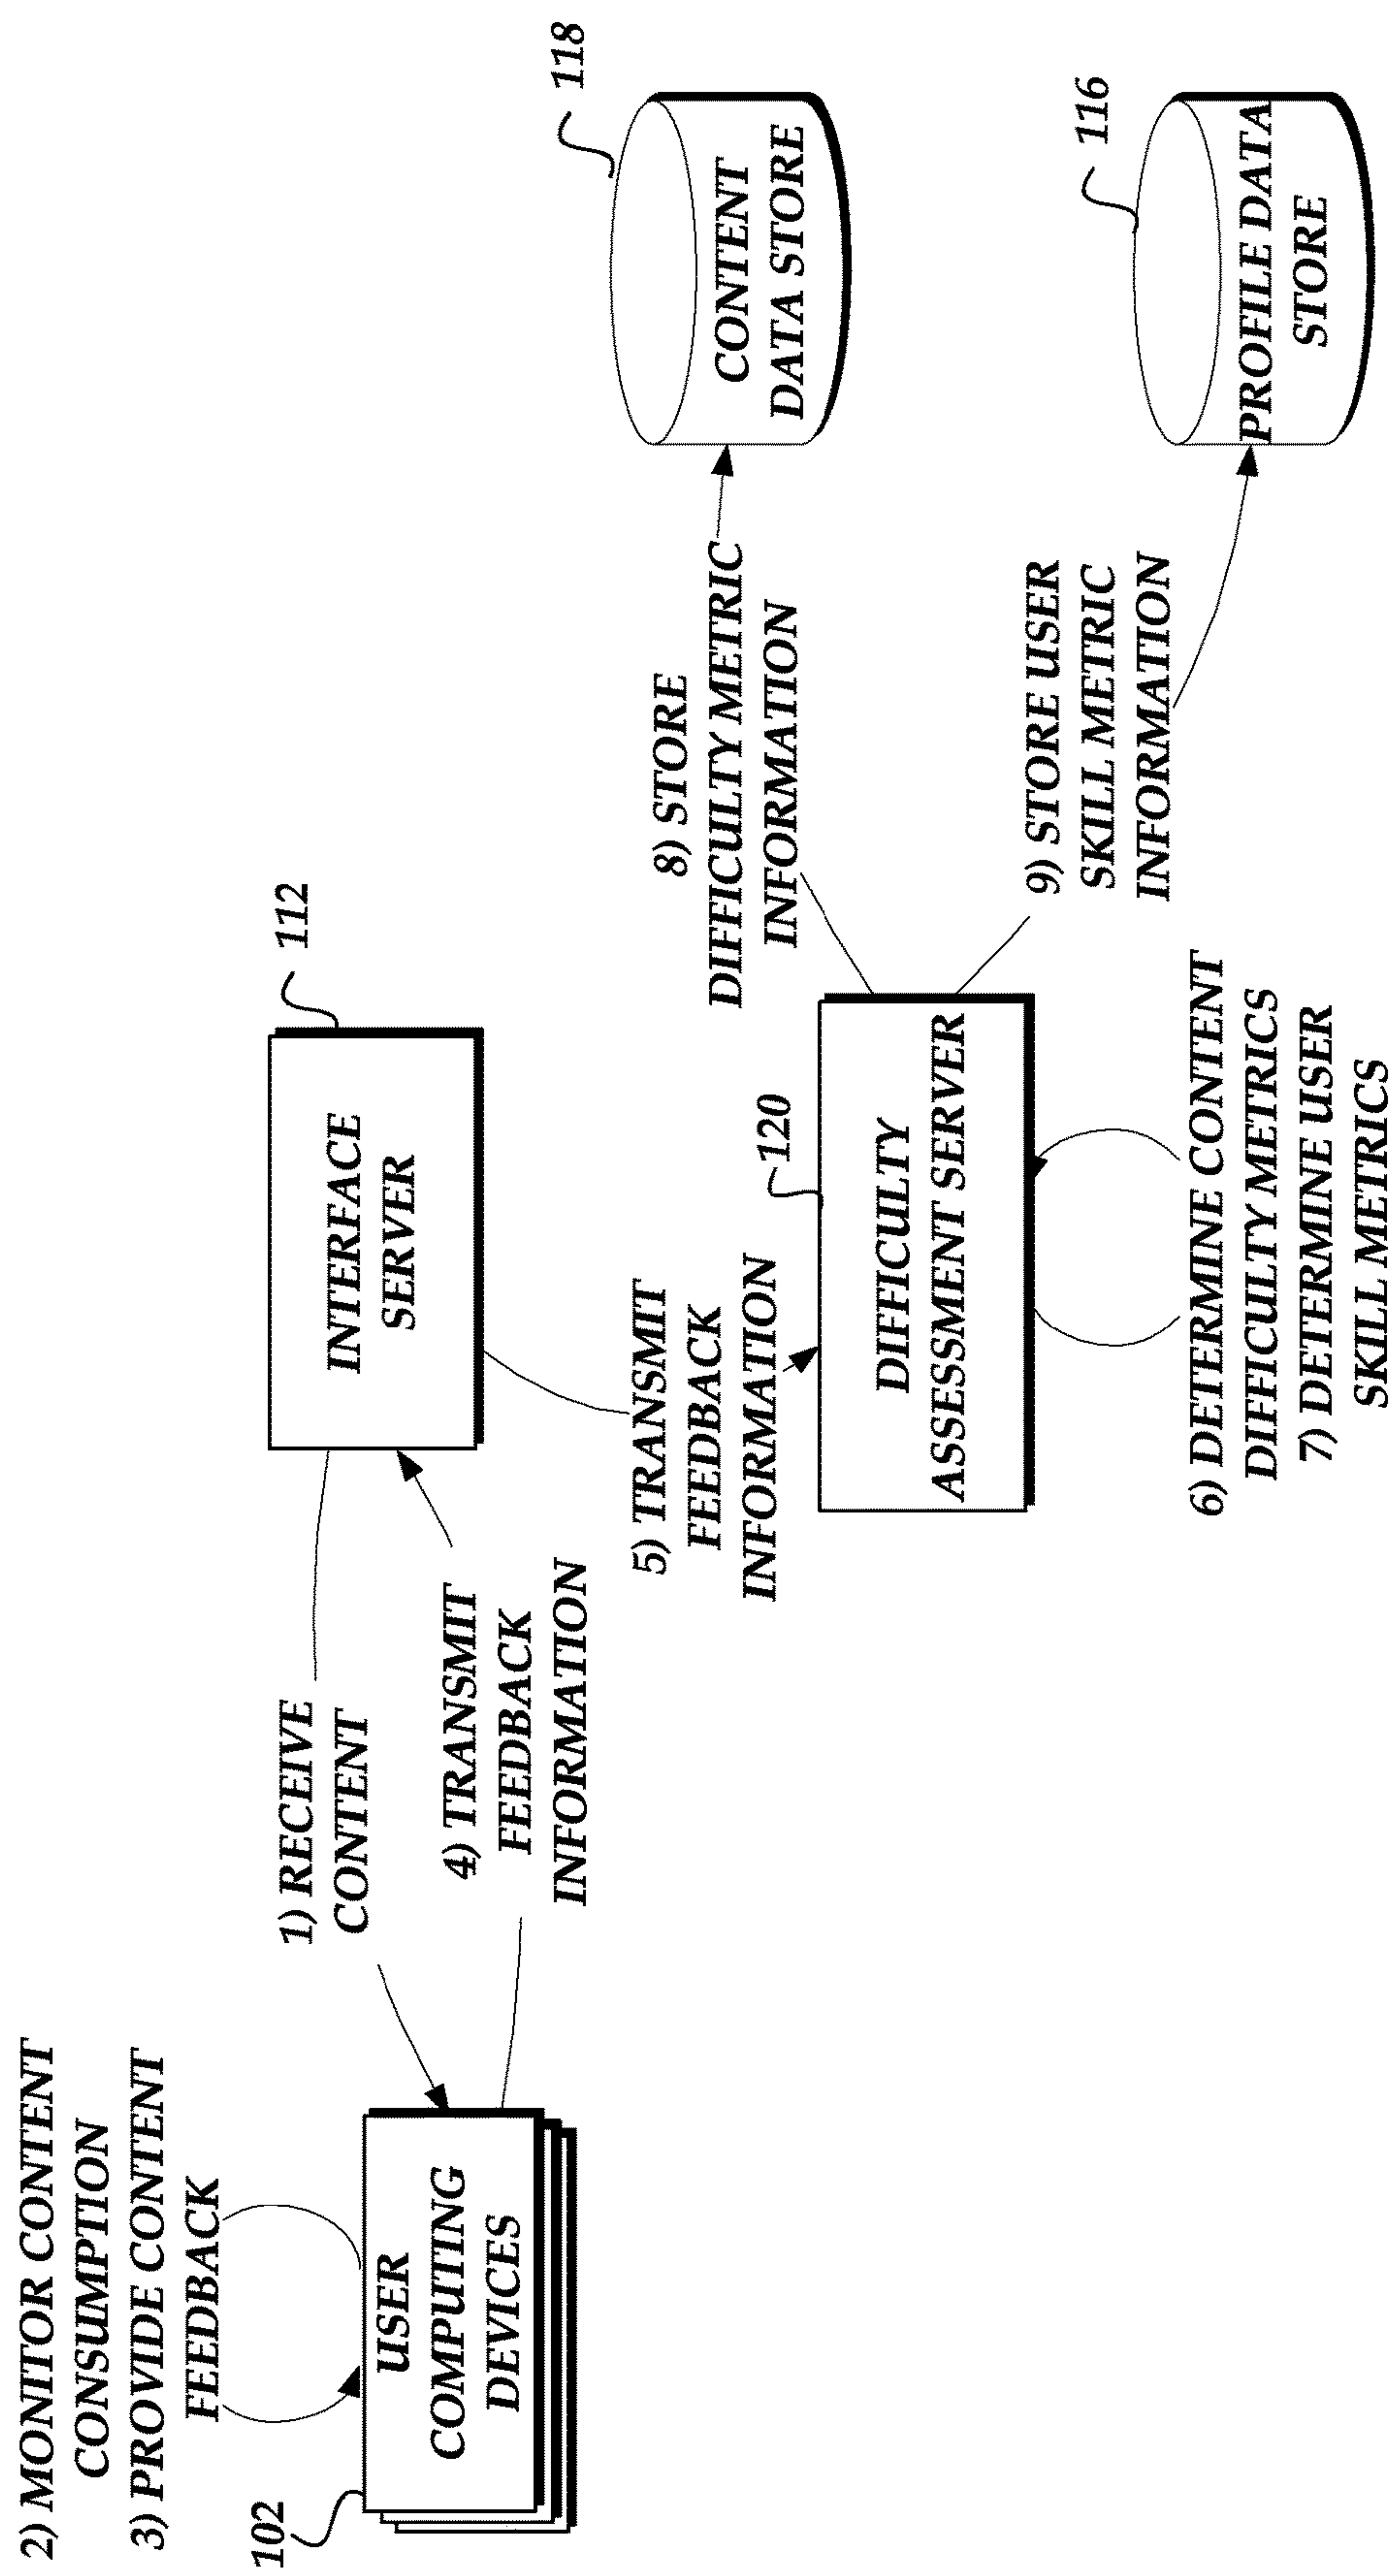 2) MONITOR CONTENT
CONSUMPTION
3) PROVIDE CONTENT
FEEDBACK
102
USER
COMPUTING
DEVICES
1) RECEIVE
CONTENT
4) TRANSMIT
FEEDBACK
INFORMATION
112
INTERFACE
SERVER
5) TRANSMIT
FEEDBACK
INFORMATION
120
DIFFICULTY
ASSESSMENT SERVER
6) DETERMINE CONTENT
DIFFICULTY METRICS
7) DETERMINE USER
SKILL METRICS
8) STORE
DIFFICULTY METRIC
INFORMATION
9) STORE USER
SKILL METRIC
INFORMATION
118
CONTENT
DATA STORE
116
PROFILE DATA
STORE